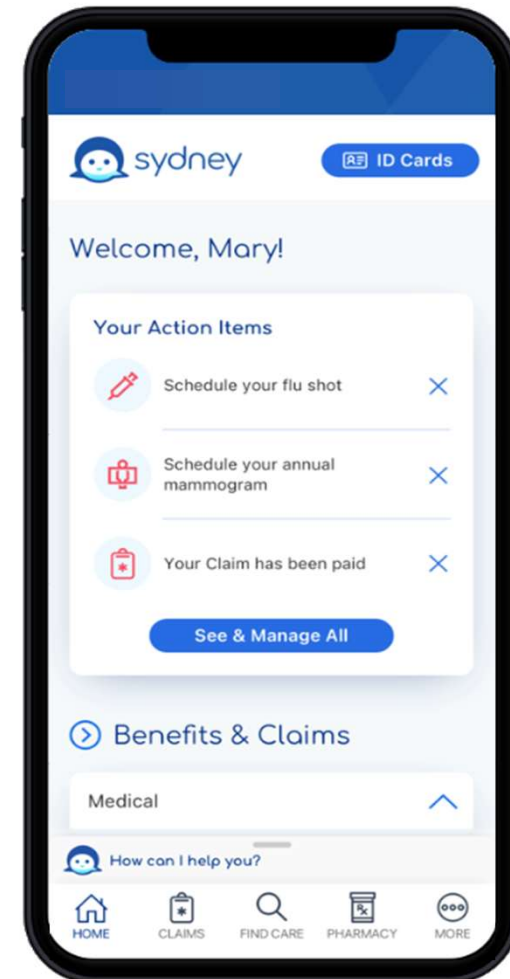 sydney
ID Cards
Welcome, Mary!
Your Action Items
Schedule your flu shot
Schedule your annual
mammogram
Your Claim has been paid
See & Manage All
Benefits & Claims
Medical
How can I help you?
HOME
CLAIMS
FIND CARE
PHARMACY
MORE